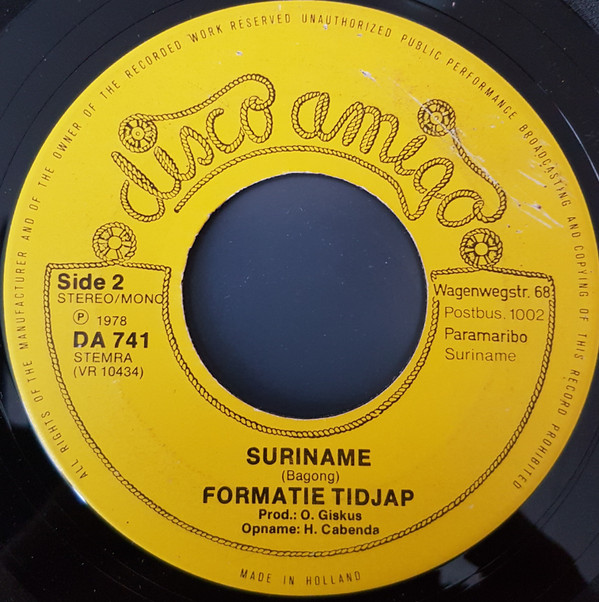 ALL RIGHTS OF THE MANUFACTURER AND OF THE OWNER OF THE RECORDED WORK RESERVED UNAUTHORIZED PUBLIC PERFORMANCE BROADCASTING AND COPYING OF THIS RECORD PROHIBITED
disco amigo
Side 2
STEREO/MONO
Ⓟ 1978
DA 741
STEMRA
(VR 10434)
Wagenwegstr. 68
Postbus. 1002
Paramaribo
Suriname
SURINAME
(Bagong)
FORMATIE TIDJAP
Prod.: O. Giskus
Opname: H. Cabenda
MADE IN HOLLAND